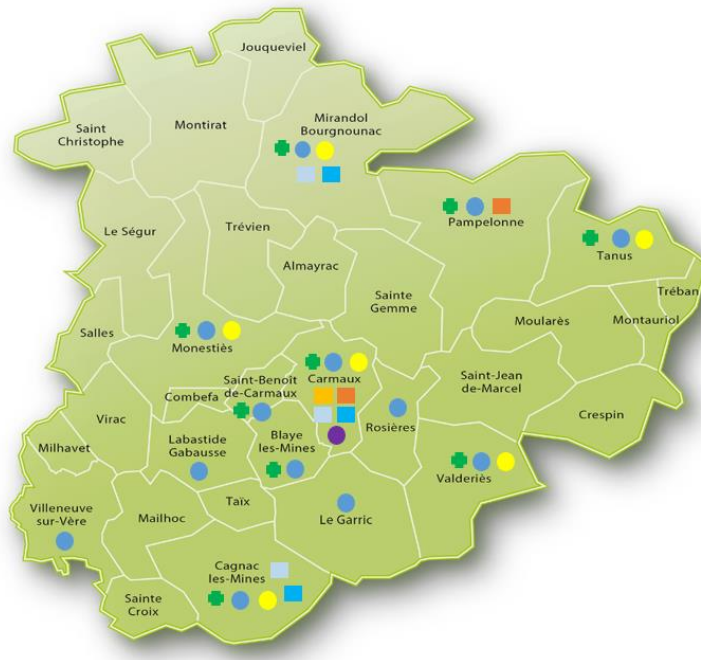 Jouqueviel
Mirandol
Bourgnounac
Saint
Christophe
Montirat
Le Ségur
Trévien
Pampelonne
Tanus
Almayrac
Sainte
Gemme
Tréban
Salles
Monestiès
Moularès
Montauriol
Saint-Benoît
de-Carmaux
Carmaux
Saint-Jean
de-Marcel
Combefa
Crespin
Virac
Rosières
Milhavet
Labastide
Gabausse
Blaye
les-Mines
Valderiès
Villeneuve
sur-Vère
Mailhoc
Taïx
Le Garric
Cagnac
les-Mines
Sainte
Croix